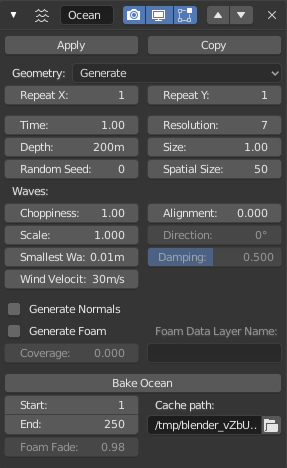 Ocean
Apply Copy
Geometry: Generate
Repeat X: 1 Repeat Y: 1
Time: 1.00 Resolution: 7
Depth: 200m Size: 1.00
Random Seed: 0 Spatial Size: 50
Waves:
Choppiness: 1.00 Alignment: 0.000
Scale: 1.000 Direction: 0°
Smallest Wa: 0.01m Damping: 0.500
Wind Velocit: 30m/s
Generate Normals
Generate Foam Foam Data Layer Name:
Coverage: 0.000
Bake Ocean
Start: 1 Cache path:
End: 250 /tmp/blender_vZbU..
Foam Fade: 0.98